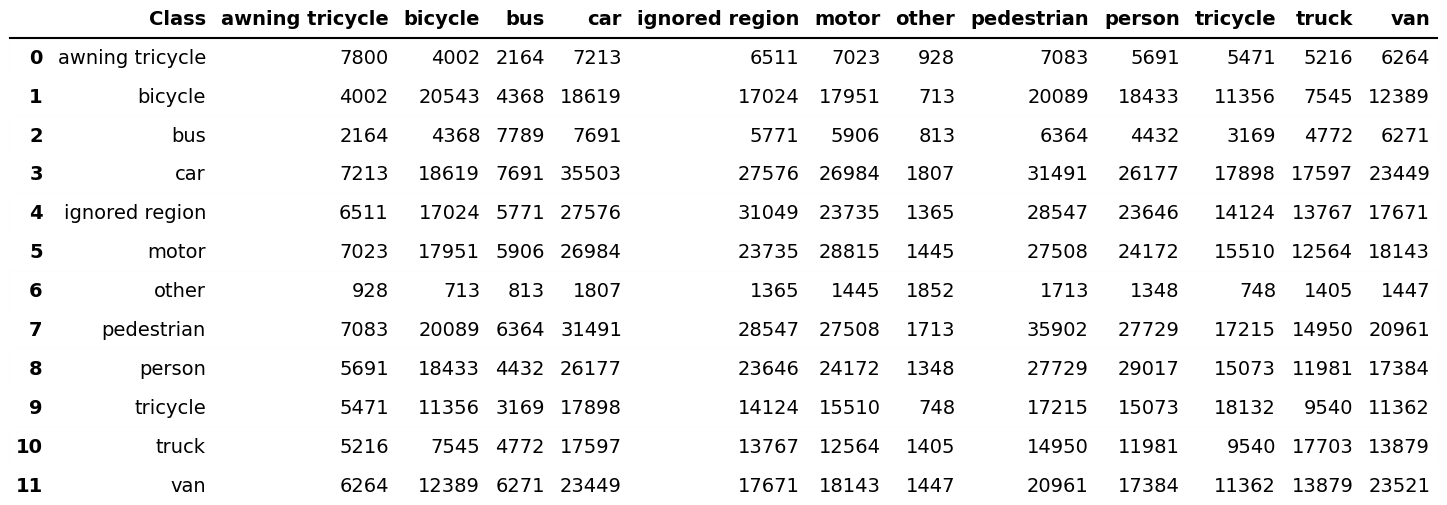 Class awning tricycle bicycle bus car ignored region motor other pedestrian person tricycle truck van
0 awning tricycle 7800 4002 2164 7213 6511 7023 928 7083 5691 5471 5216 6264
1 bicycle 4002 20543 4368 18619 17024 17951 713 20089 18433 11356 7545 12389
2 bus 2164 4368 7789 7691 5771 5906 813 6364 4432 3169 4772 6271
3 car 7213 18619 7691 35503 27576 26984 1807 31491 26177 17898 17597 23449
4 ignored region 6511 17024 5771 27576 31049 23735 1365 28547 23646 14124 13767 17671
5 motor 7023 17951 5906 26984 23735 28815 1445 27508 24172 15510 12564 18143
6 other 928 713 813 1807 1365 1445 1852 1713 1348 748 1405 1447
7 pedestrian 7083 20089 6364 31491 28547 27508 1713 35902 27729 17215 14950 20961
8 person 5691 18433 4432 26177 23646 24172 1348 27729 29017 15073 11981 17384
9 tricycle 5471 11356 3169 17898 14124 15510 748 17215 15073 18132 9540 11362
10 truck 5216 7545 4772 17597 13767 12564 1405 14950 11981 9540 17703 13879
11 van 6264 12389 6271 23449 17671 18143 1447 20961 17384 11362 13879 23521